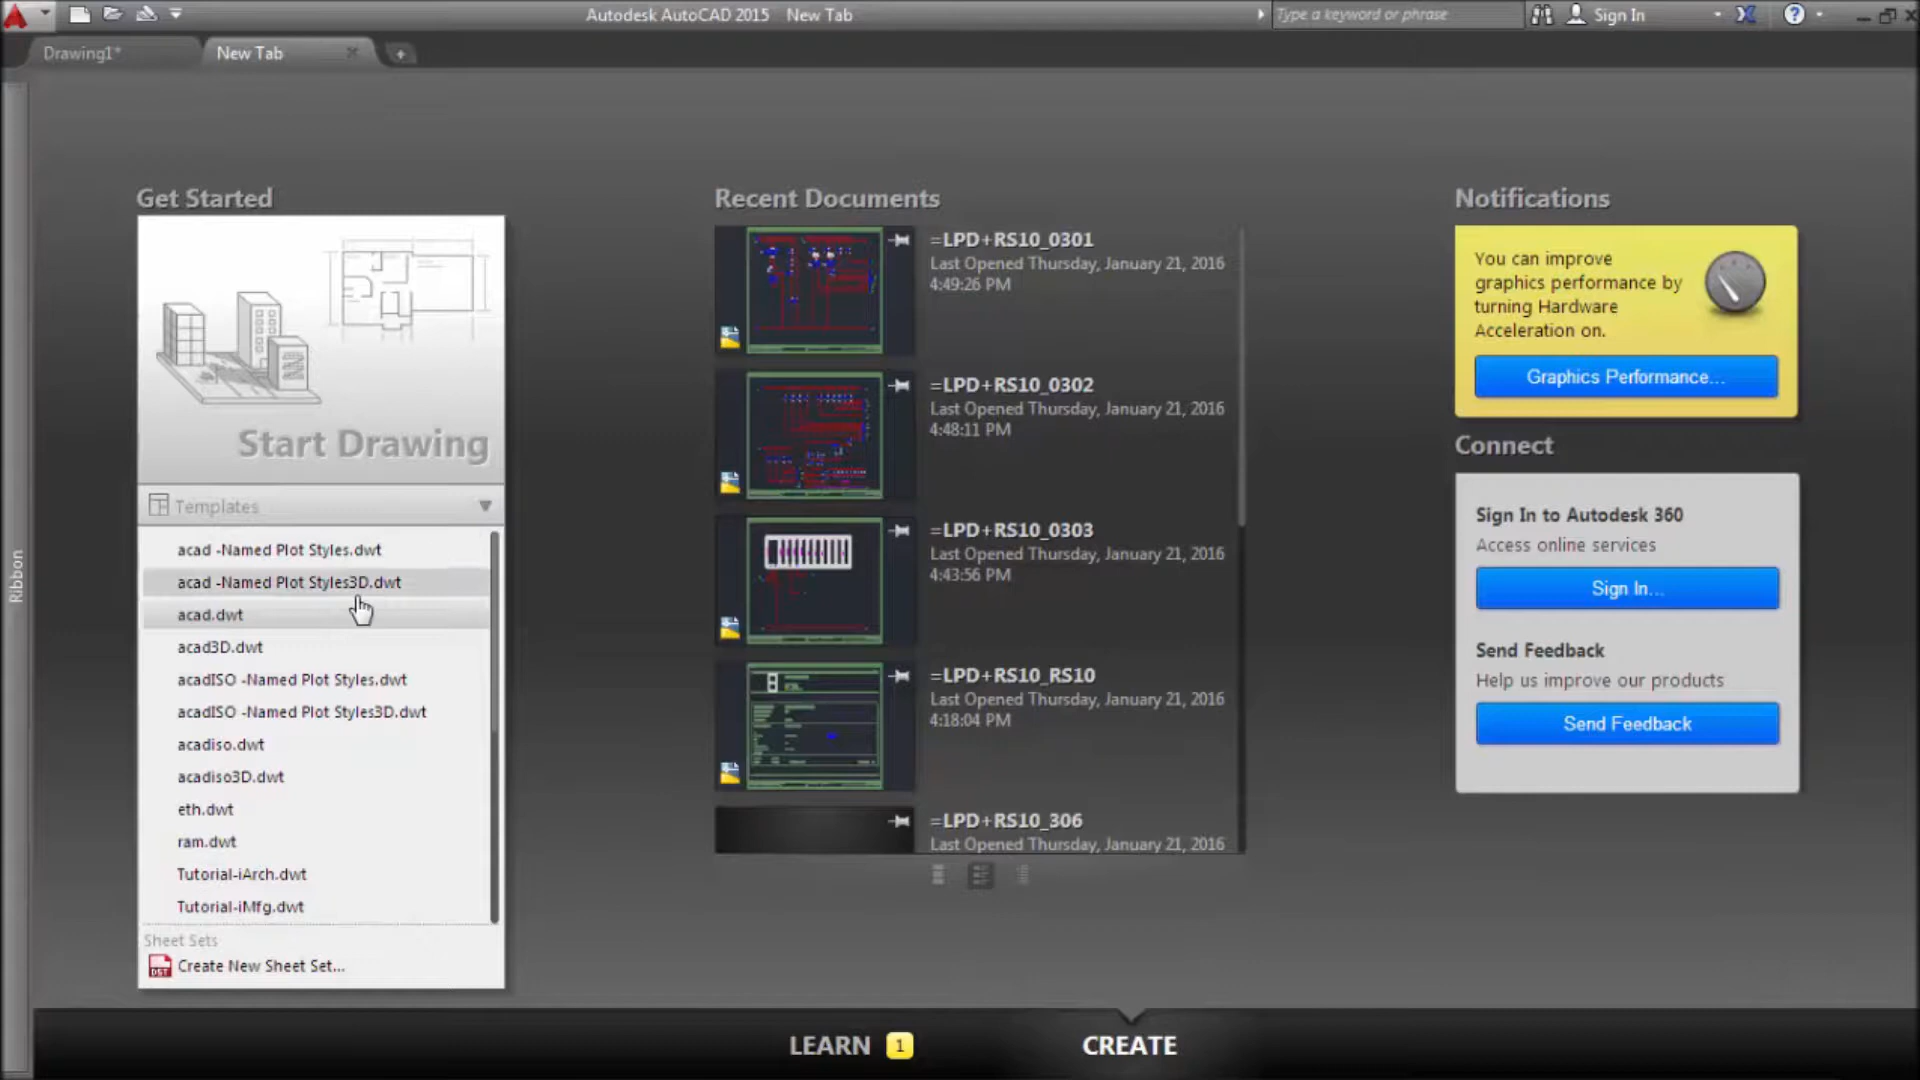 Autodesk AutoCAD 2015 New Tab
Type a keyword or phrase
Sign In
Drawing1*
New Tab
Ribbon
Get Started
Start Drawing
Templates
acad -Named Plot Styles.dwt
acad -Named Plot Styles3D.dwt
acad.dwt
acad3D.dwt
acadISO -Named Plot Styles.dwt
acadISO -Named Plot Styles3D.dwt
acadiso.dwt
acadiso3D.dwt
eth.dwt
ram.dwt
Tutorial-iArch.dwt
Tutorial-iMfg.dwt
Sheet Sets
DST
Create New Sheet Set...
Recent Documents
=LPD+RS10_0301
Last Opened Thursday, January 21, 2016
4:49:26 PM
=LPD+RS10_0302
Last Opened Thursday, January 21, 2016
4:48:11 PM
=LPD+RS10_0303
Last Opened Thursday, January 21, 2016
4:43:56 PM
=LPD+RS10_RS10
Last Opened Thursday, January 21, 2016
4:18:04 PM
=LPD+RS10_306
Last Opened Thursday, January 21, 2016
Notifications
You can improve
graphics performance by
turning Hardware
Acceleration on.
Graphics Performance...
Connect
Sign In to Autodesk 360
Access online services
Sign In...
Send Feedback
Help us improve our products
Send Feedback
LEARN 1
CREATE